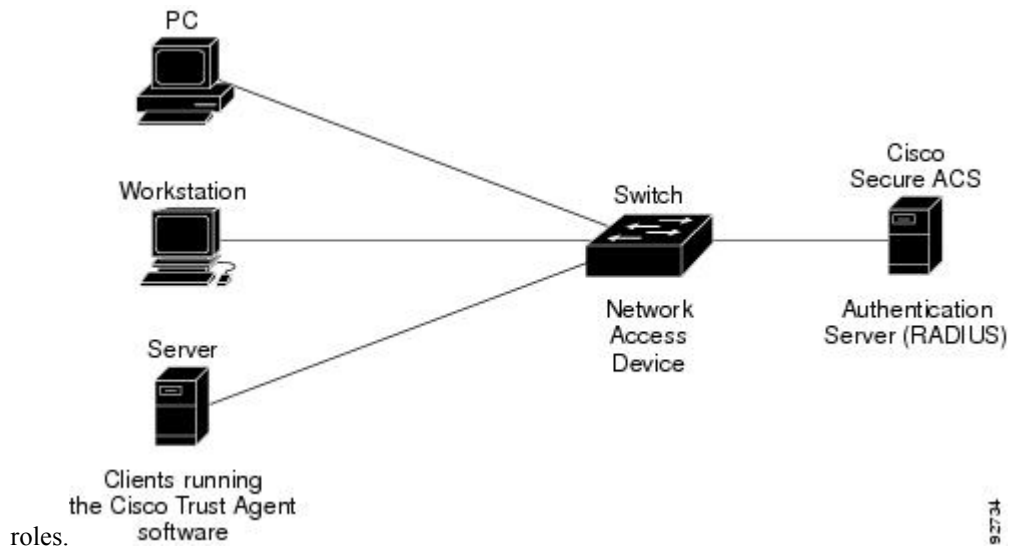 PC
Workstation
Server
Clients running
the Cisco Trust Agent
software
Switch
Network
Access
Device
Cisco
Secure ACS
Authentication
Server (RADIUS)
92734
roles.